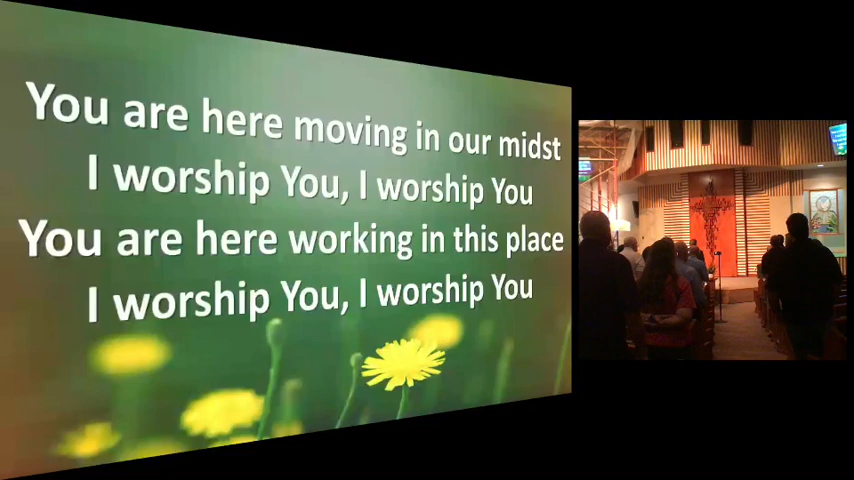 You are here moving in our midst
I worship You, I worship You
You are here working in this place
I worship You, I worship You